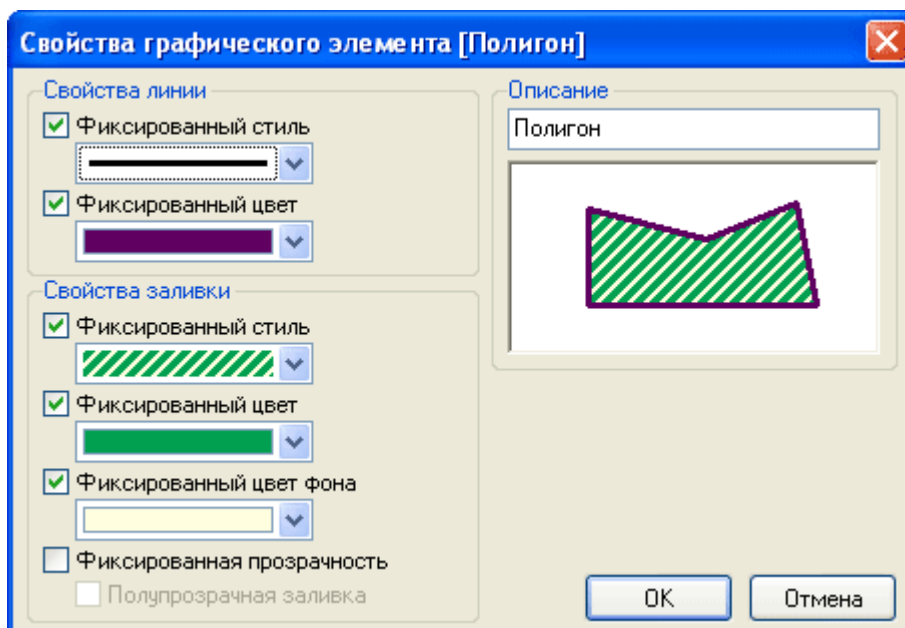 Свойства графического элемента [Полигон]
Свойства линии
Фиксированный стиль
Фиксированный цвет
Свойства заливки
Фиксированный стиль
Фиксированный цвет
Фиксированный цвет фона
Фиксированная прозрачность
Полупрозрачная заливка
Описание
Полигон
OK
Отмена